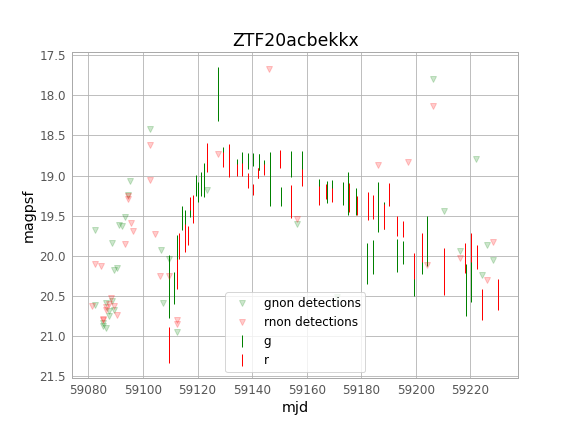 ZTF20acbekkx
17.5
18.0
18.5
19.0
19.5
20.0
20.5
21.0
21.5
magpsf
gnon detections
rnon detections
g
r
59080 59100 59120 59140 59160 59180 59200 59220
mjd